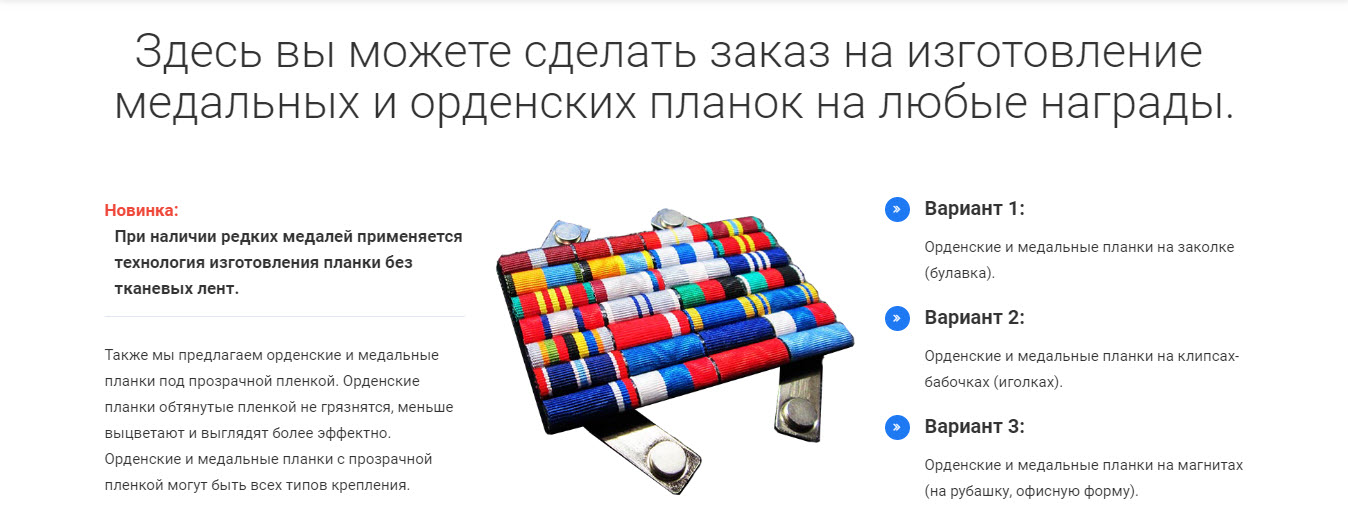 Здесь вы можете сделать заказ на изготовление
медальных и орденских планок на любые награды.
Новинка:
При наличии редких медалей применяется
технология изготовления планки без
тканевых лент.
Также мы предлагаем орденские и медальные
планки под прозрачной пленкой. Орденские
планки обтянутые пленкой не грязнятся, меньше
выцветают и выглядят более эффектно.
Орденские и медальные планки с прозрачной
пленкой могут быть всех типов крепления.
Вариант 1:
Орденские и медальные планки на заколке
(булавка).
Вариант 2:
Орденские и медальные планки на клипсах-
бабочках (иголках).
Вариант 3:
Орденские и медальные планки на магнитах
(на рубашку, офисную форму).